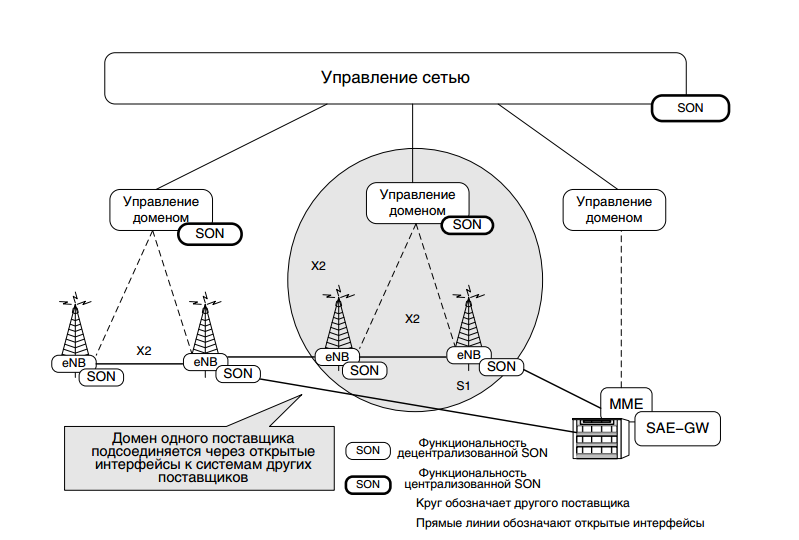 Управление сетью
SON
Управление
доменом
SON
Управление
доменом
SON
Управление
доменом
X2
X2
X2
eNB
SON
eNB
SON
eNB
SON
eNB
SON
S1
MME
SAE–GW
Домен одного поставщика
подсоединяется через открытые
интерфейсы к системам других
поставщиков
SON
Функциональность
децентрализованной SON
SON
Функциональность
централизованной SON
Круг обозначает другого поставщика
Прямые линии обозначают открытые интерфейсы